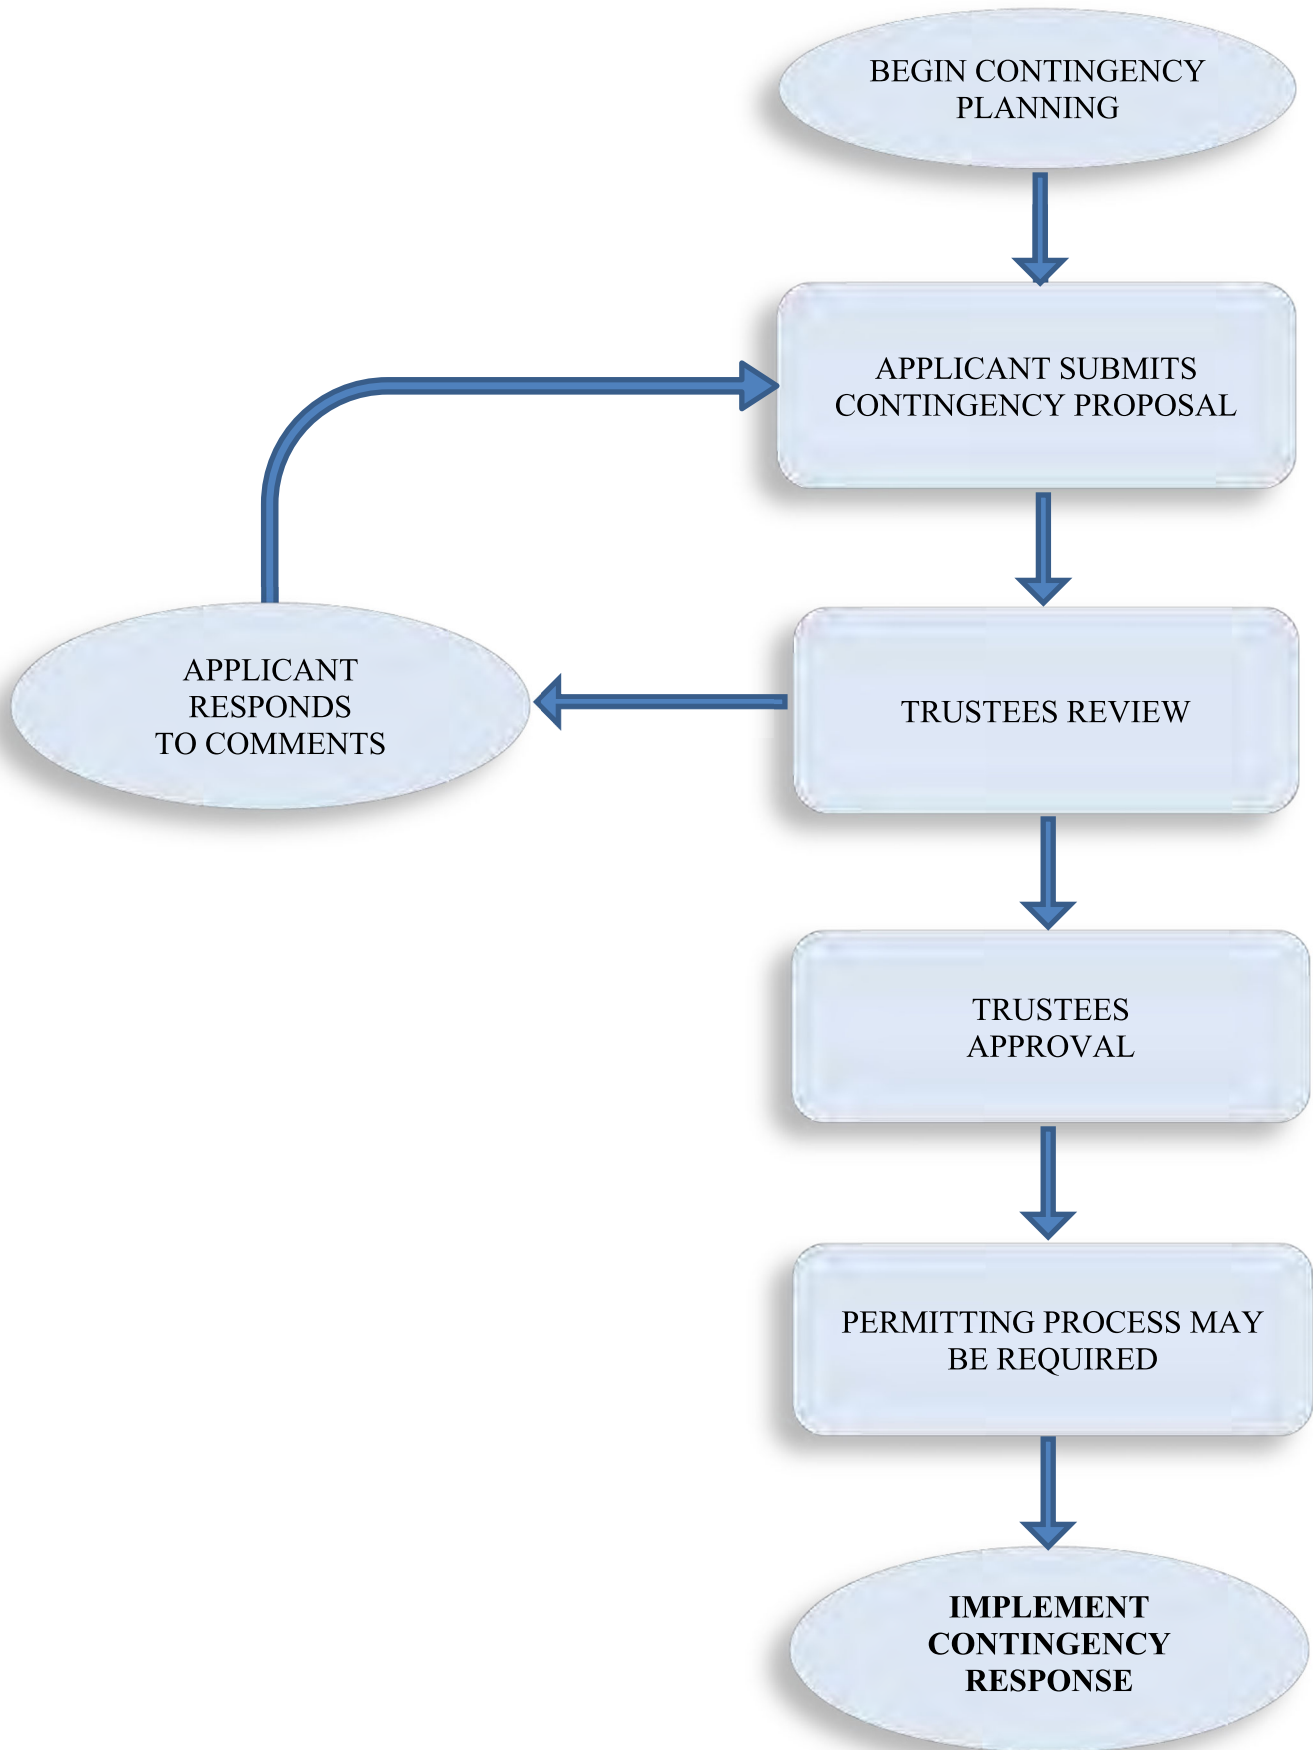 BEGIN CONTINGENCY
PLANNING
APPLICANT SUBMITS
CONTINGENCY PROPOSAL
APPLICANT
RESPONDS
TO COMMENTS
TRUSTEES REVIEW
TRUSTEES
APPROVAL
PERMITTING PROCESS MAY
BE REQUIRED
IMPLEMENT
CONTINGENCY
RESPONSE